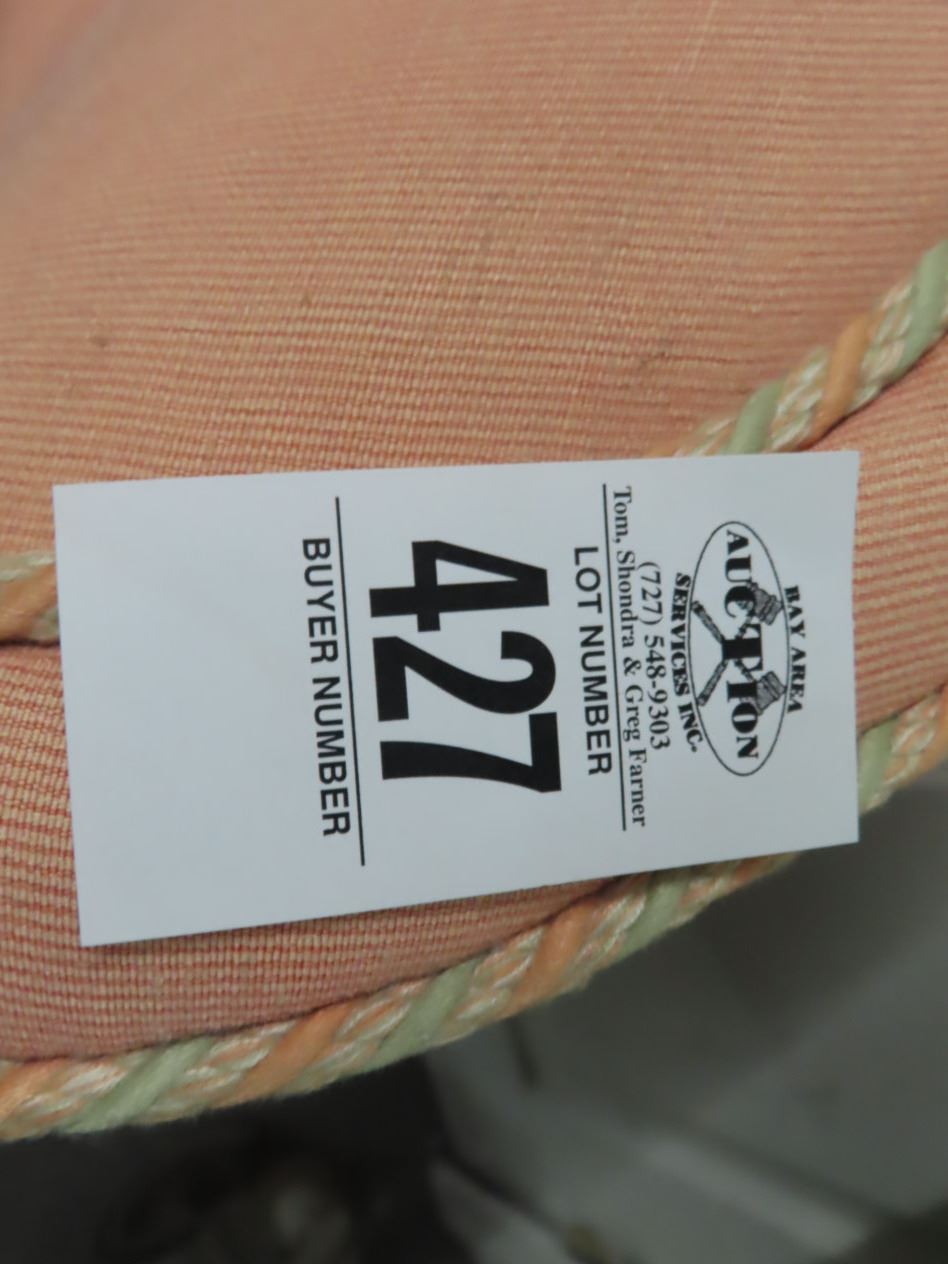 BAY AREA
AUCTION
SERVICES INC.
(727) 548-9303
Tom, Shondra & Greg Farner
LOT NUMBER
427
BUYER NUMBER